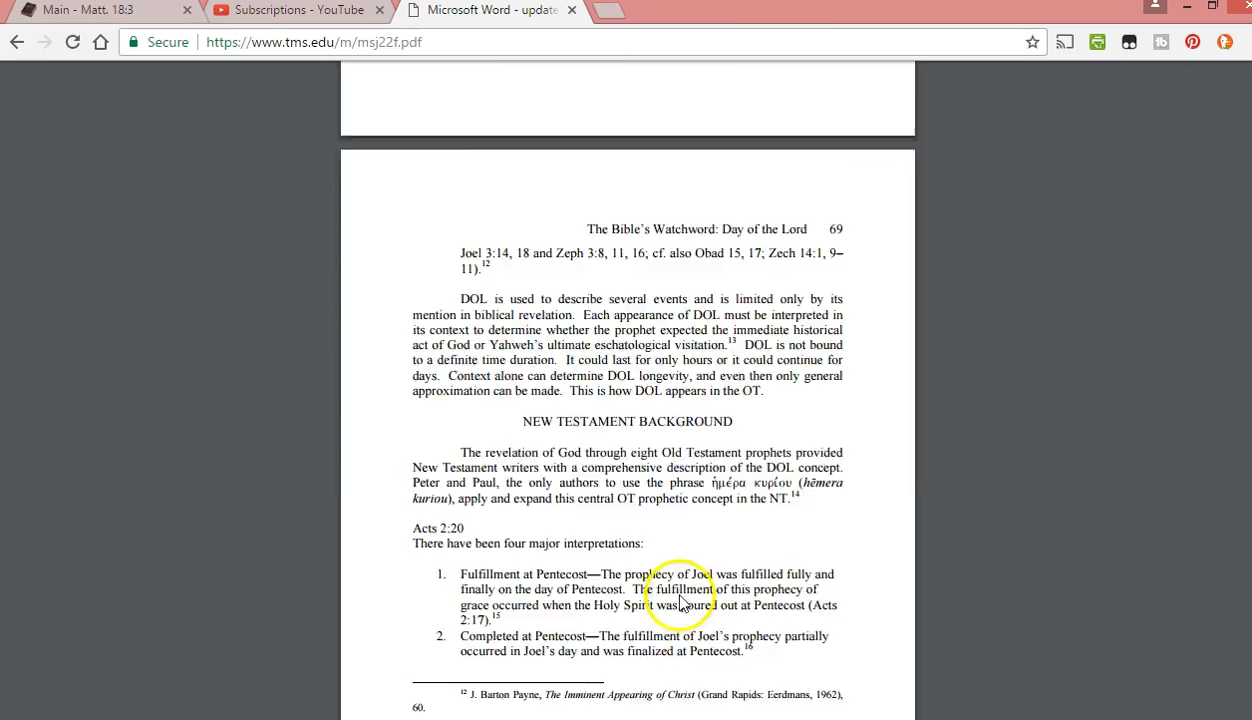 Main - Matt. 18:3
Subscriptions - YouTube
Microsoft Word - update
Secure
https://www.tms.edu/m/msj22f.pdf
The Bible's Watchword: Day of the Lord 69
Joel 3:14, 18 and Zeph 3:8, 11, 16; cf. also Obad 15, 17; Zech 14:1, 9–
11).12
DOL is used to describe several events and is limited only by its
mention in biblical revelation. Each appearance of DOL must be interpreted in
its context to determine whether the prophet expected the immediate historical
act of God or Yahweh's ultimate eschatological visitation.13 DOL is not bound
to a definite time duration. It could last for only hours or it could continue for
days. Context alone can determine DOL longevity, and even then only general
approximation can be made. This is how DOL appears in the OT.
NEW TESTAMENT BACKGROUND
The revelation of God through eight Old Testament prophets provided
New Testament writers with a comprehensive description of the DOL concept.
Peter and Paul, the only authors to use the phrase ἡμέρα κυρίου (hēmera
kuriou), apply and expand this central OT prophetic concept in the NT.14
Acts 2:20
There have been four major interpretations:
1. Fulfillment at Pentecost—The prophecy of Joel was fulfilled fully and
finally on the day of Pentecost. The fulfillment of this prophecy of
grace occurred when the Holy Spirit was poured out at Pentecost (Acts
2:17).15
2. Completed at Pentecost—The fulfillment of Joel's prophecy partially
occurred in Joel's day and was finalized at Pentecost.16
12 J. Barton Payne, The Imminent Appearing of Christ (Grand Rapids: Eerdmans, 1962),
60.